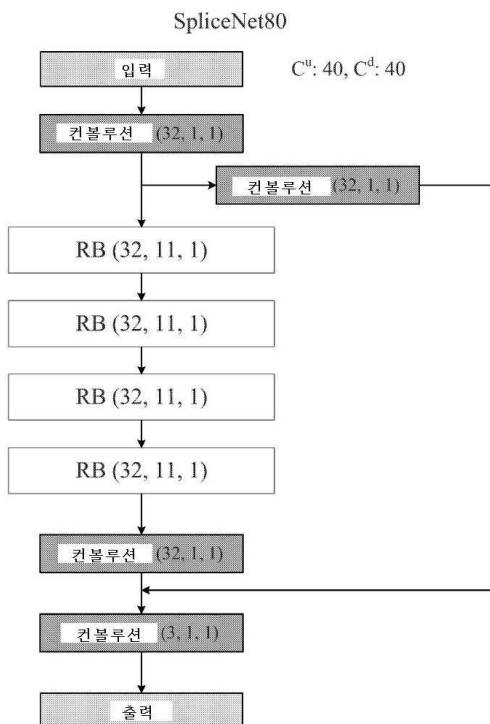 SpliceNet80
입력
C^u: 40, C^d: 40
컨볼루션 (32, 1, 1)
컨볼루션 (32, 1, 1)
RB (32, 11, 1)
RB (32, 11, 1)
RB (32, 11, 1)
RB (32, 11, 1)
컨볼루션 (32, 1, 1)
컨볼루션 (3, 1, 1)
출력